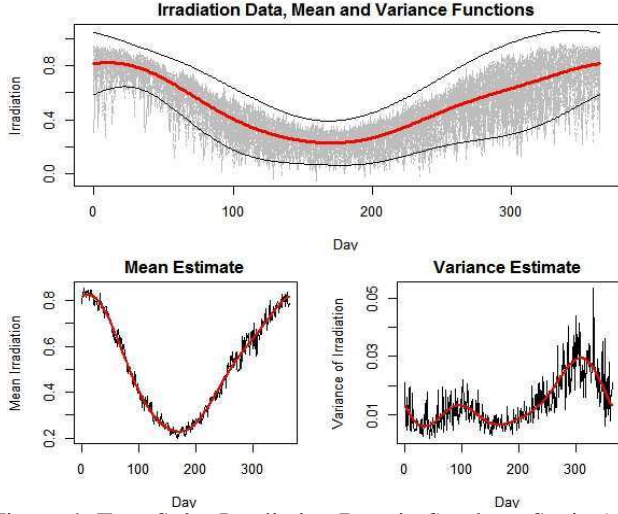 Irradiation Data, Mean and Variance Functions
Irradiation
0.0 0.4 0.8
0 100 200 300
Day
Mean Estimate
Mean Irradiation
0.2 0.4 0.6 0.8
0 100 200 300
Day
Variance Estimate
Variance of Irradiation
0.01 0.03 0.05
0 100 200 300
Day